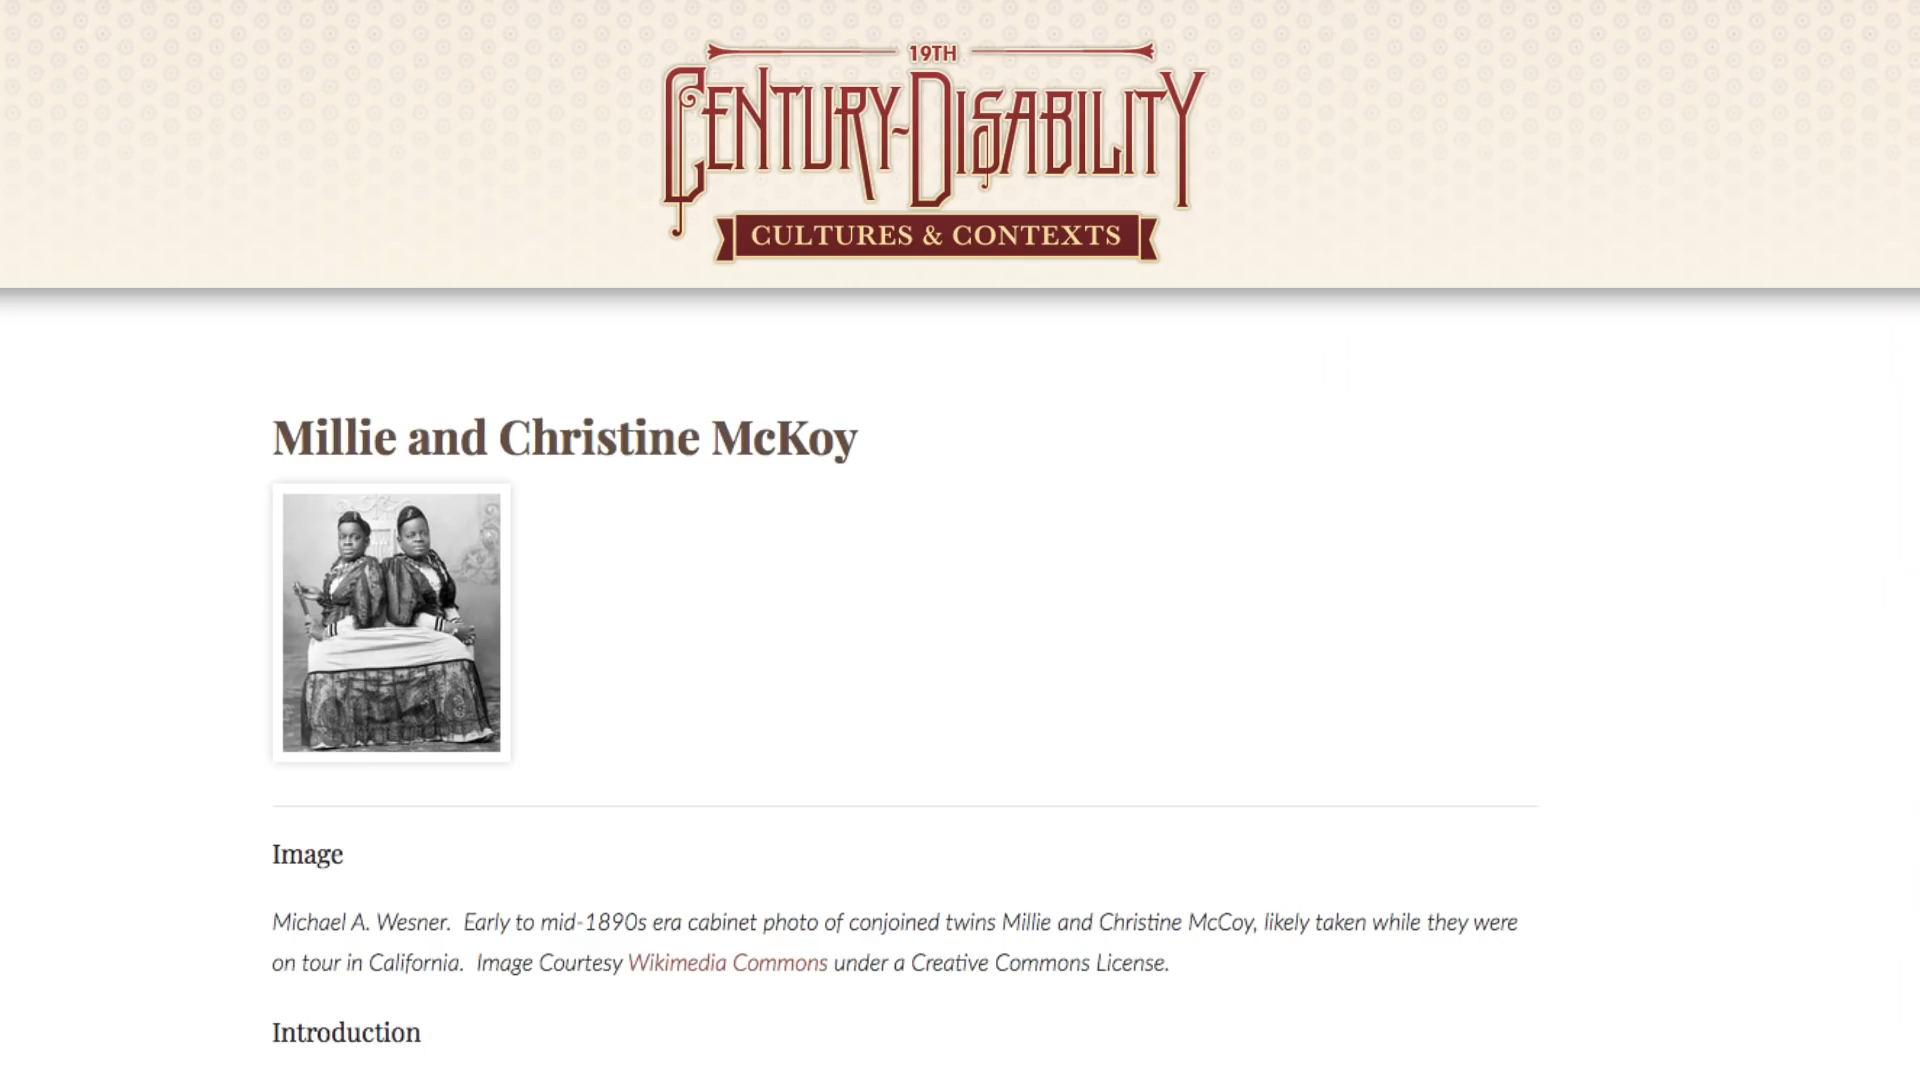 19TH
CENTURY-DISABILITY
CULTURES & CONTEXTS
Millie and Christine McKoy
Image
Michael A. Wesner.  Early to mid-1890s era cabinet photo of conjoined twins Millie and Christine McCoy, likely taken while they were
on tour in California.  Image Courtesy Wikimedia Commons under a Creative Commons License.
Introduction